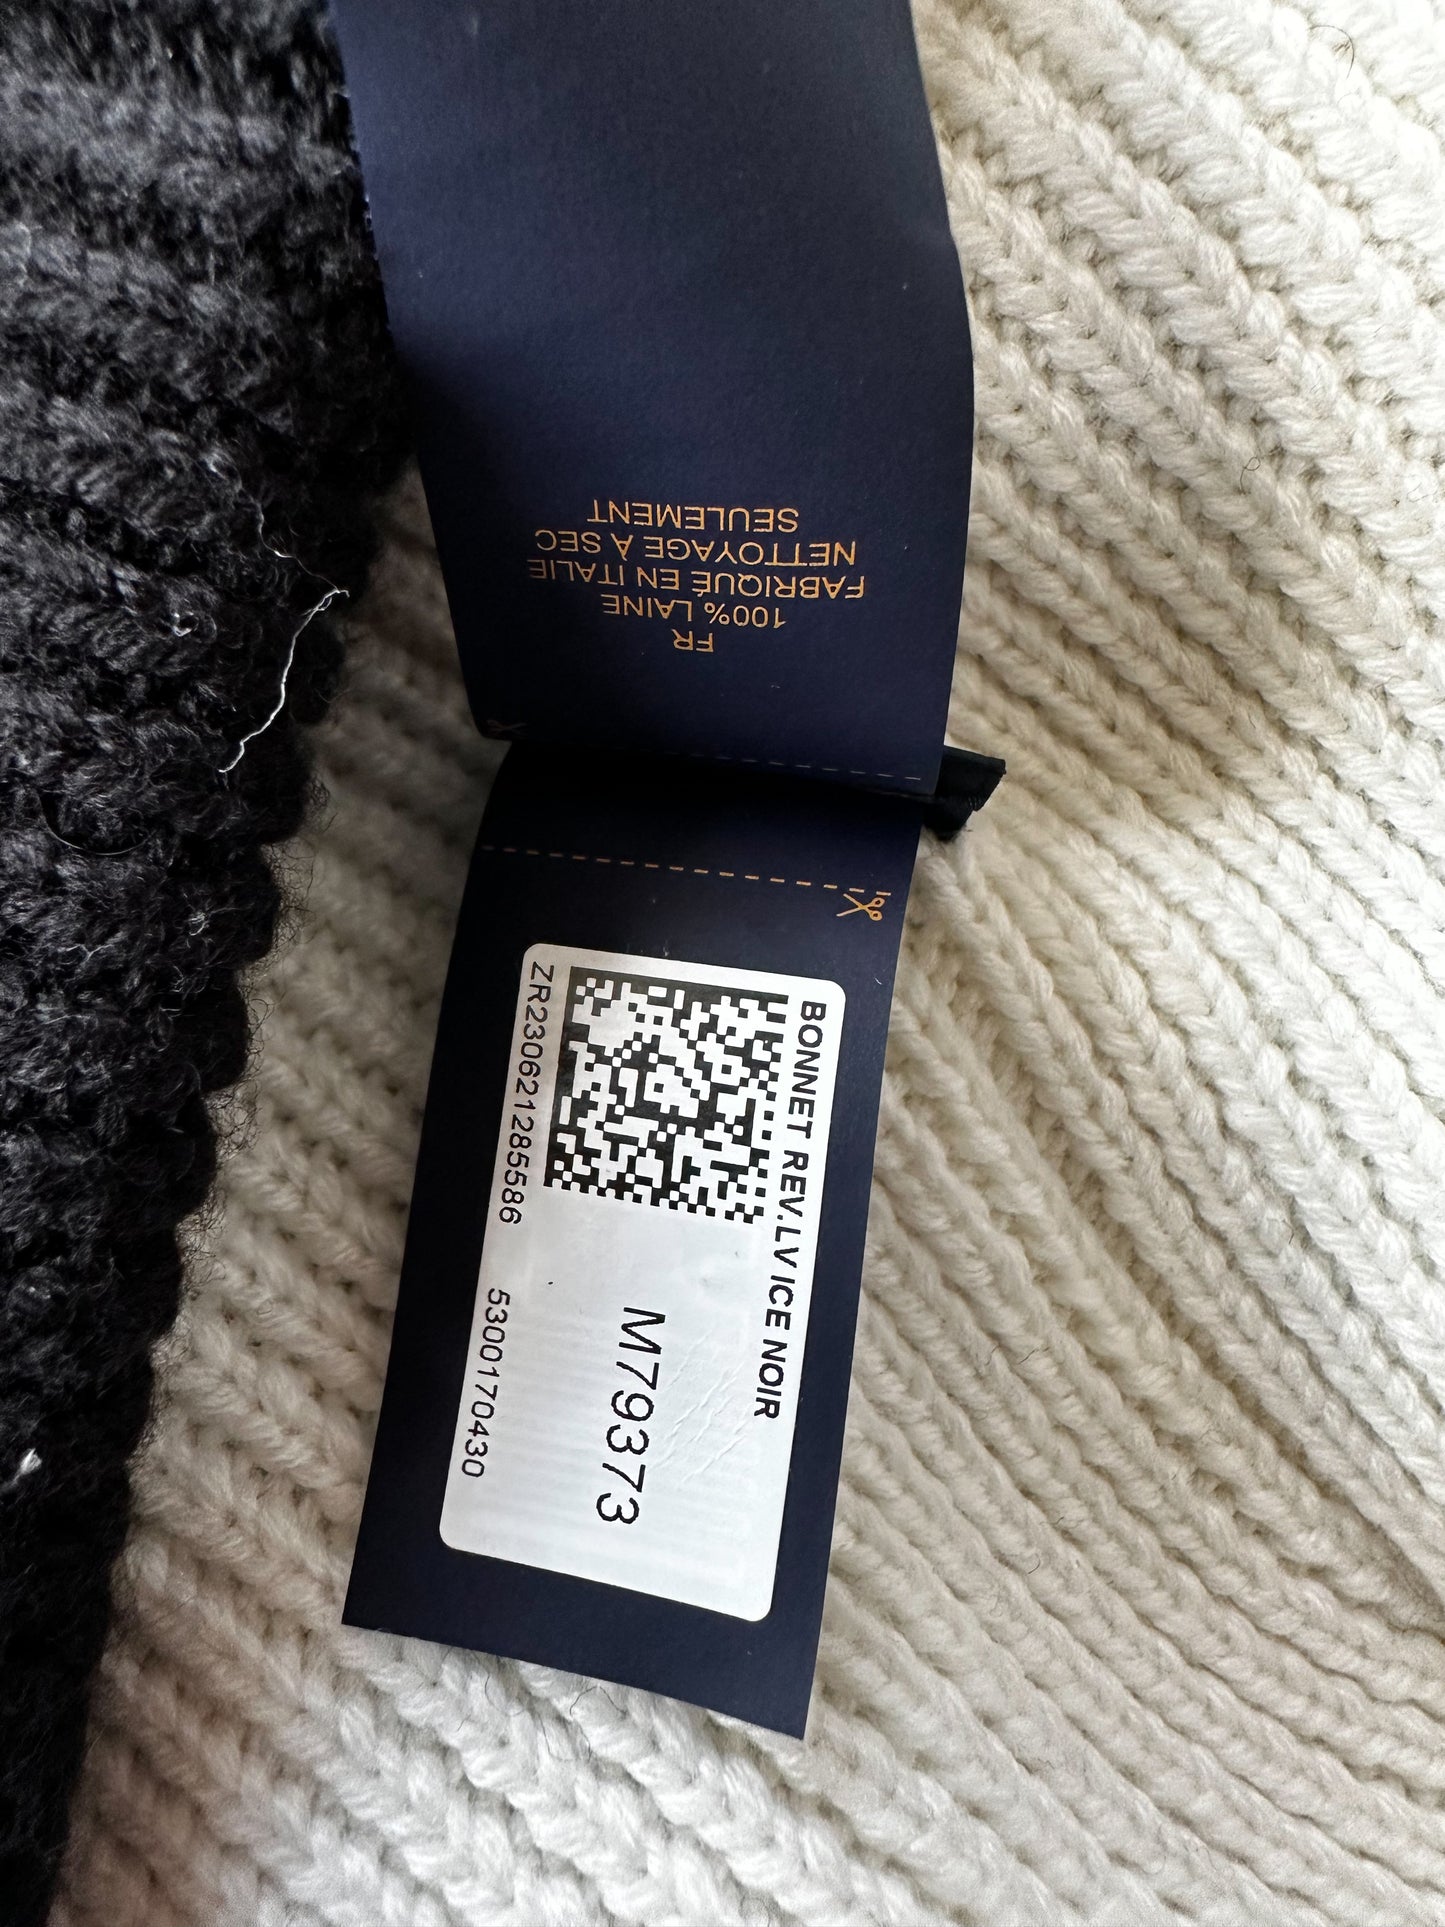 FR
100% LAINE
FABRIQUÉ EN ITALIE
NETTOYAGE À SEC
SEULEMENT
BONNET REV.LV ICE NOIR
M79373
ZR230621285586 5300170430